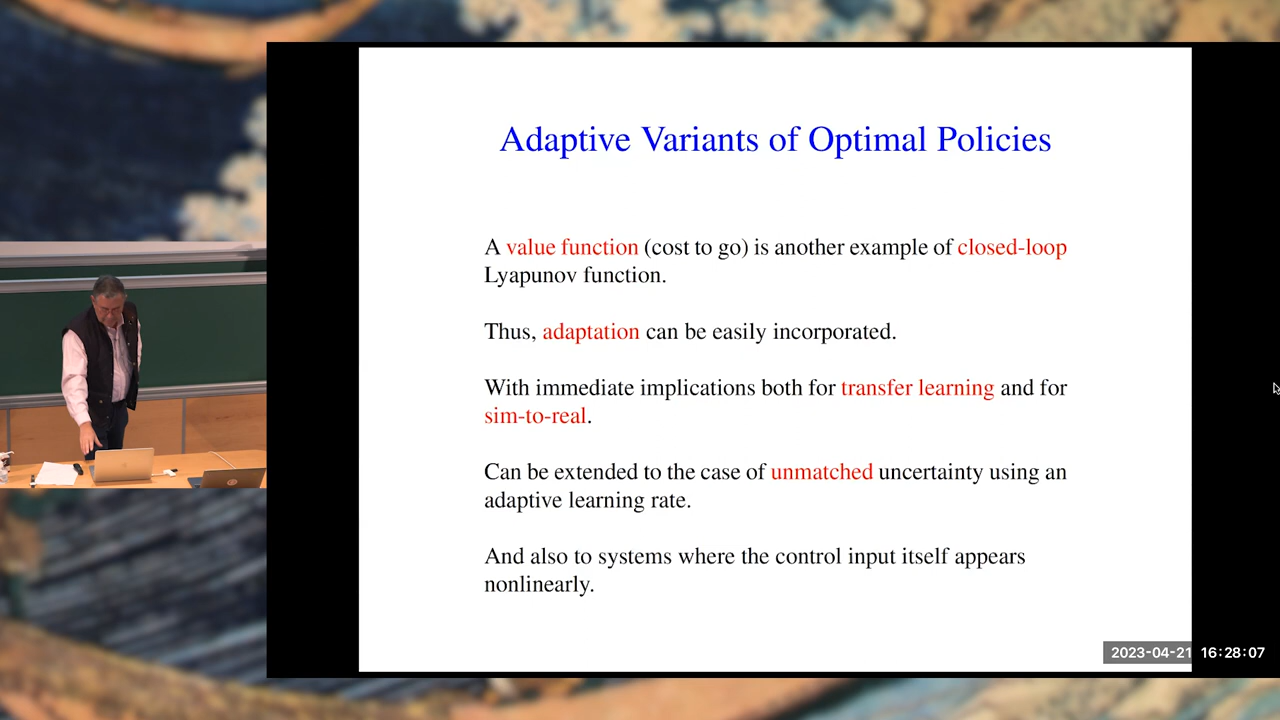 Adaptive Variants of Optimal Policies
A value function (cost to go) is another example of closed-loop
Lyapunov function.
Thus, adaptation can be easily incorporated.
With immediate implications both for transfer learning and for
sim-to-real.
Can be extended to the case of unmatched uncertainty using an
adaptive learning rate.
And also to systems where the control input itself appears
nonlinearly.
2023-04-21 16:28:07